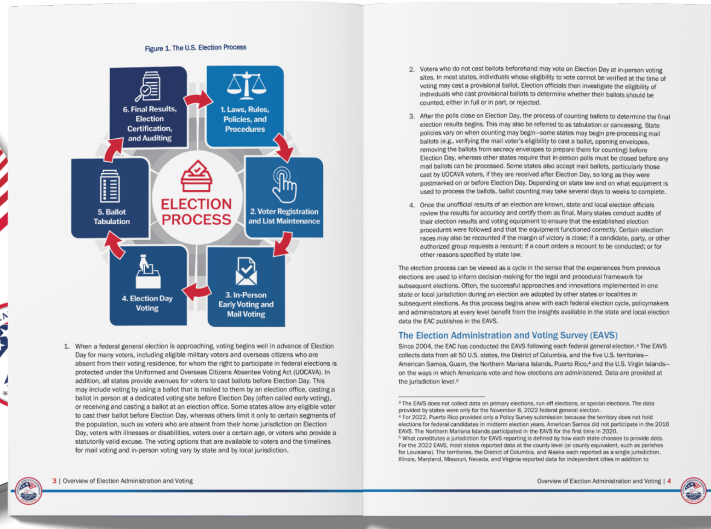 Figure 1. The U.S. Election Process
6. Final Results,
Election
Certification,
and Auditing
1. Laws, Rules,
Policies, and
Procedures
5. Ballot
Tabulation
ELECTION
PROCESS
2. Voter Registration
and List Maintenance
4. Election Day
Voting
3. In-Person
Early Voting and
Mail Voting
1. When a federal general election is approaching, voting begins well in advance of Election
Day for many voters, including eligible military voters and overseas citizens who are
absent from their voting residence, for whom the right to participate in federal elections is
protected under the Uniformed and Overseas Citizens Absentee Voting Act (UOCAVA). In
addition, all states provide avenues for voters to cast ballots before Election Day. This
may include voting by using a ballot that is mailed to them by an election office, casting a
ballot in person at a dedicated voting site before Election Day (often called early voting),
or receiving and casting a ballot at an election office. Some states allow any eligible voter
to cast their ballot before Election Day, whereas others limit it to only to certain segments of
the population, such as voters who are absent from their home jurisdiction on Election
Day, voters with illnesses or disabilities, voters over a certain age, or voters who provide a
statutorily valid excuse. The voting options that are available to voters and the timelines
for mail voting and in-person voting vary by state and by local jurisdiction.
3 | Overview of Election Administration and Voting
2. Voters who do not cast ballots beforehand may vote on Election Day at in-person voting
sites. In most states, individuals whose eligibility to vote cannot be verified at the time of
voting may cast a provisional ballot. Election officials then investigate the eligibility of
individuals who cast provisional ballots to determine whether their ballots should be
counted, either in full or in part, or rejected.
3. After the polls close on Election Day, the process of counting ballots to determine the final
election results begins. This may also be referred to as tabulation or canvassing. State
policies vary on when counting may begin—some states may begin pre-processing mail
ballots (e.g., verifying the mail voter's eligibility to cast a ballot, opening envelopes,
removing the ballots from secrecy envelopes to prepare them for counting) before
Election Day, whereas other states require that in-person polls must be closed before any
mail ballots can be processed. Some states also accept mail ballots, particularly those
cast by UOCAVA voters, if they are received after Election Day, so long as they were
postmarked on or before Election Day. Depending on state law and on what equipment is
used to process the ballots, ballot counting may take several days to weeks to complete.
4. Once the unofficial results of an election are known, state and local election officials
review the results for accuracy and certify them as final. Many states conduct audits of
their election results and voting equipment to ensure that the established election
procedures were followed and that the equipment functioned correctly. Certain election
races may also be recounted if the margin of victory is close; if a candidate, party, or other
authorized group requests a recount; if a court orders a recount to be conducted; or for
other reasons specified by state law.
The election process can be viewed as a cycle in the sense that the experiences from previous
elections are used to inform decision-making for the legal and procedural framework for
subsequent elections. Often, the successful approaches and innovations implemented in one
state or local jurisdiction during an election are adopted by other states or localities in
subsequent elections. As this process begins anew with each federal election cycle, policymakers
and administrators at every level benefit from the insights available in the state and local election
data the EAC publishes in the EAVS.
The Election Administration and Voting Survey (EAVS)
Since 2004, the EAC has conducted the EAVS following each federal general election.³ The EAVS
collects data from all 50 U.S. states, the District of Columbia, and the five U.S. territories—
American Samoa, Guam, the Northern Mariana Islands, Puerto Rico,⁴ and the U.S. Virgin Islands—
on the ways in which Americans vote and how elections are administered. Data are provided at
the jurisdiction level.⁵
³ The EAVS does not collect data on primary elections, run-off elections, or special elections. The data
provided by states were only for the November 8, 2022 federal general election.
⁴ For 2022, Puerto Rico provided only a Policy Survey submission because the territory does not hold
elections for federal candidates in midterm election years. American Samoa did not participate in the 2016
EAVS. The Northern Mariana Islands participated in the EAVS for the first time in 2020.
⁵ What constitutes a jurisdiction for EAVS reporting is defined by how each state chooses to provide data.
For the 2022 EAVS, most states reported data at the county level (or county equivalent, such as parishes
for Louisiana). The territories, the District of Columbia, and Alaska each reported as a single jurisdiction.
Illinois, Maryland, Missouri, Nevada, and Virginia reported data for independent cities in addition to
Overview of Election Administration and Voting | 4